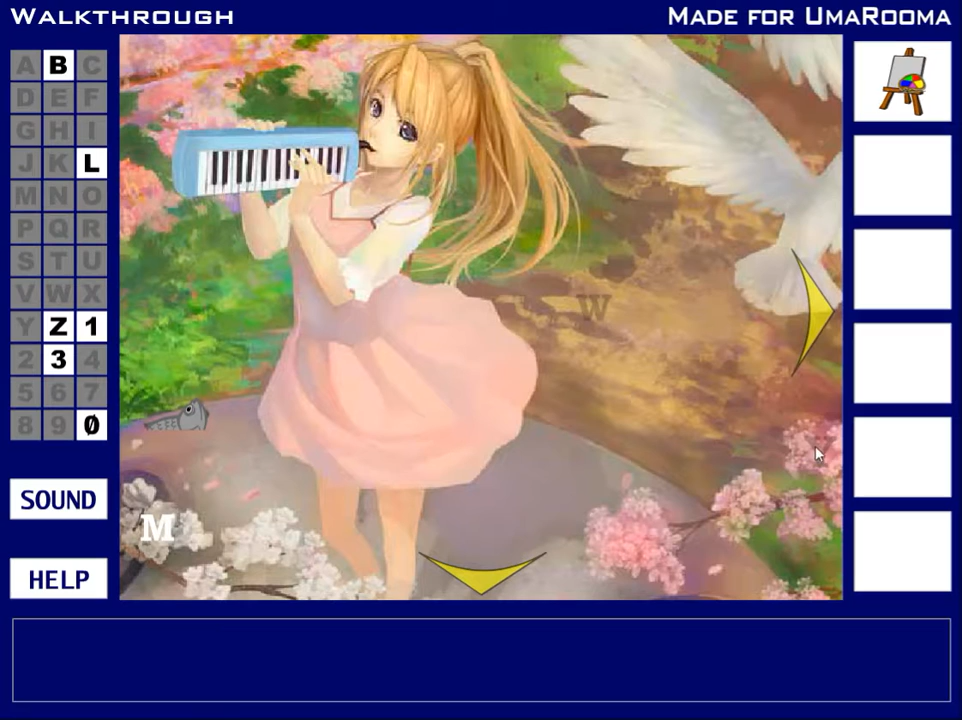 WALKTHROUGH
MADE FOR UMAROOMA
A B C
D E F
G H I
J K L
M N O
P Q R
S T U
V W X
Y Z 1
2 3 4
5 6 7
8 9 0
W
M
SOUND
HELP